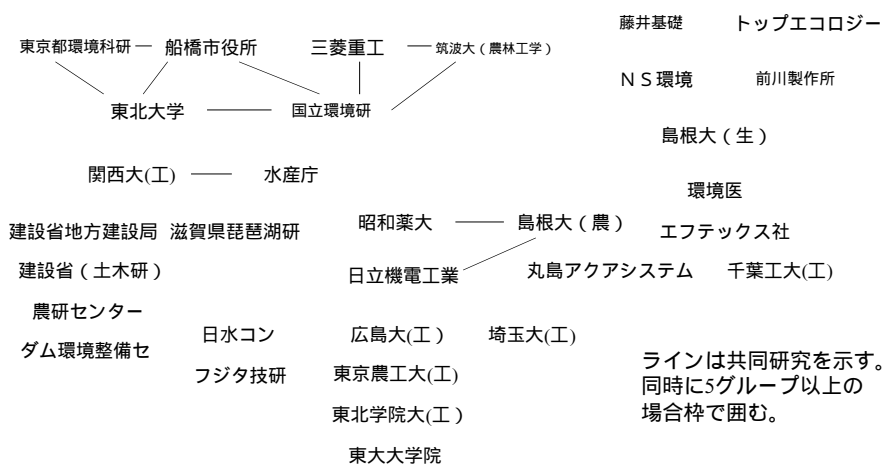 藤井基礎 トップエコロジー
東京都環境科研 船橋市役所 三菱重工 筑波大（農林工学）
ＮＳ環境 前川製作所
東北大学 国立環境研
島根大（生）
関西大(工) 水産庁
環境医
昭和薬大 島根大（農）
建設省地方建設局 滋賀県琵琶湖研 エフテックス社
建設省（土木研） 日立機電工業 丸島アクアシステム 千葉工大(工)
農研センター
日水コン 広島大(工） 埼玉大(工)
ダム環境整備セ
フジタ技研 東京農工大(工)
ラインは共同研究を示す。
同時に5グループ以上の
場合枠で囲む。
東北学院大(工）
東大大学院